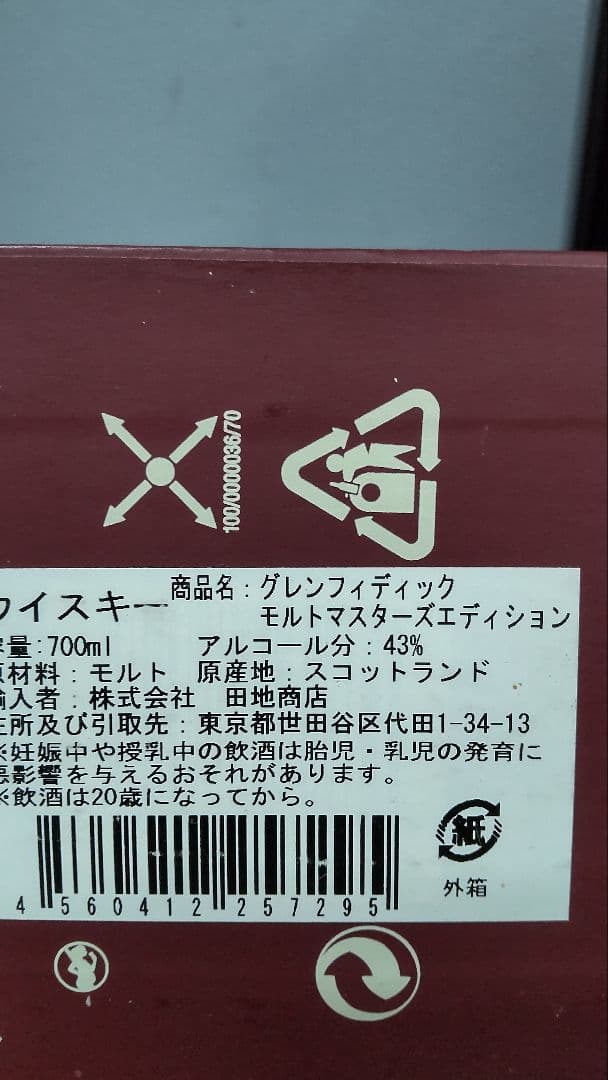 100/0000036/70
ウイスキー
商品名：グレンフィディック
モルトマスターズエディション
容量:700ml アルコール分：43%
原材料：モルト 原産地：スコットランド
輸入者：株式会社 田地商店
住所及び引取先：東京都世田谷区代田1-34-13
※妊娠中や授乳中の飲酒は胎児・乳児の発育に
悪影響を与えるおそれがあります。
※飲酒は20歳になってから。
紙
外箱
4 560412 257295